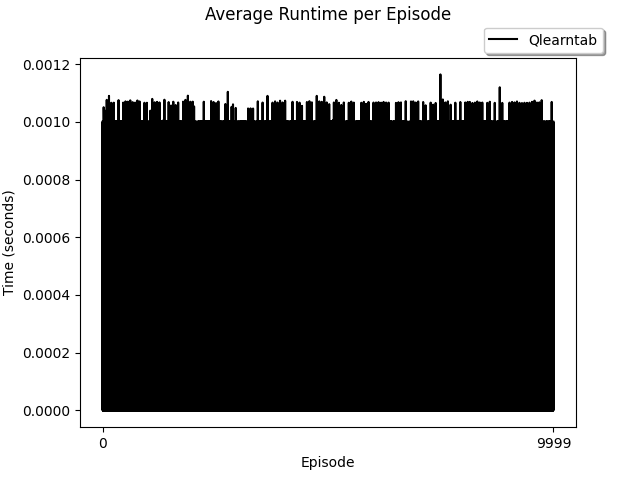 Average Runtime per Episode
Qlearntab
0.0012
0.0010
0.0008
0.0006
0.0004
0.0002
0.0000
Time (seconds)
0
9999
Episode